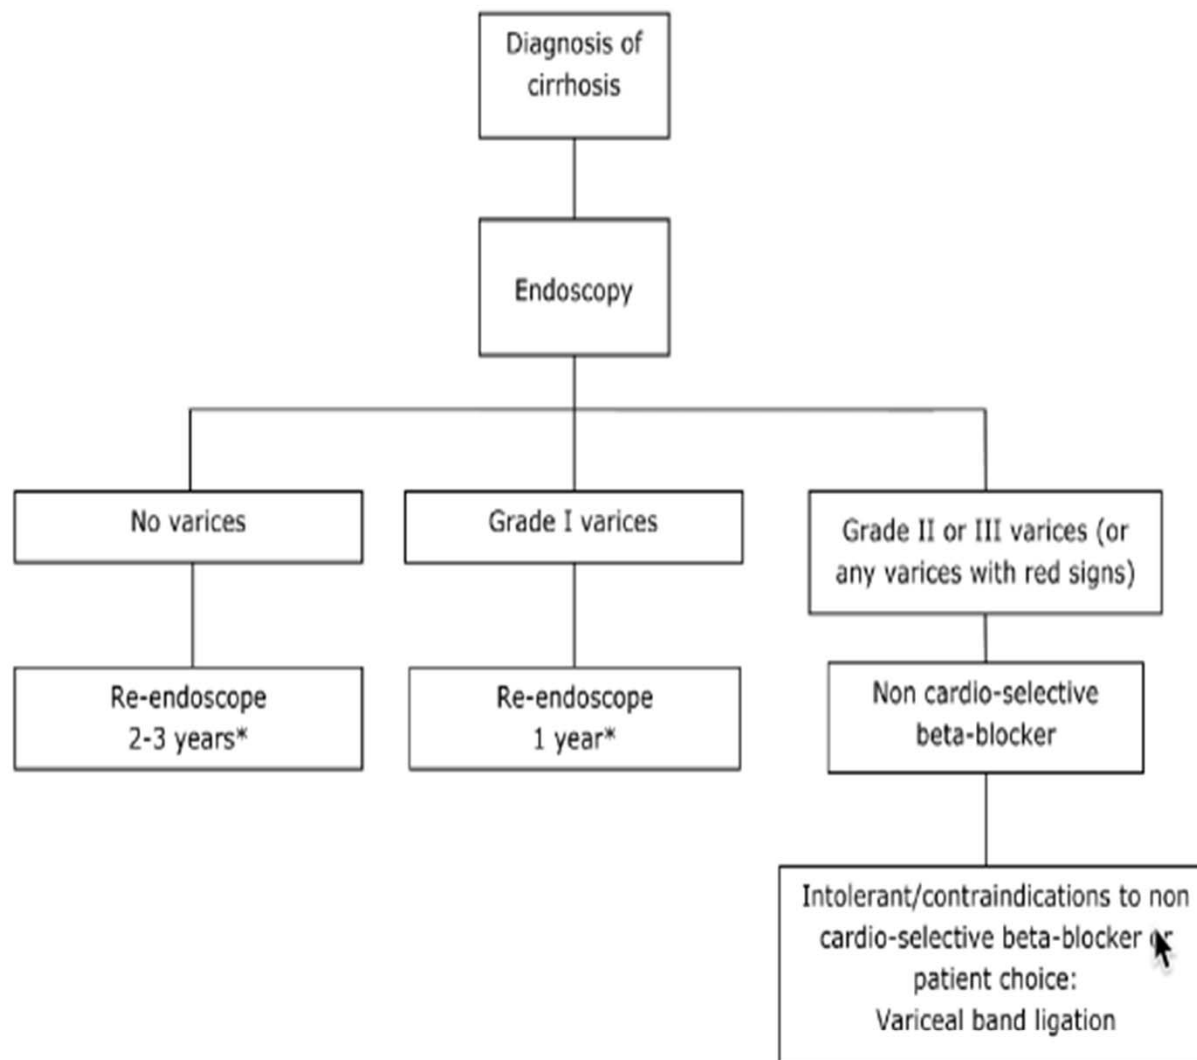 Diagnosis of
cirrhosis
Endoscopy
No varices
Grade I varices
Grade II or III varices (or
any varices with red signs)
Re-endoscope
2-3 years*
Re-endoscope
1 year*
Non cardio-selective
beta-blocker
Intolerant/contraindications to non
cardio-selective beta-blocker or
patient choice:
Variceal band ligation